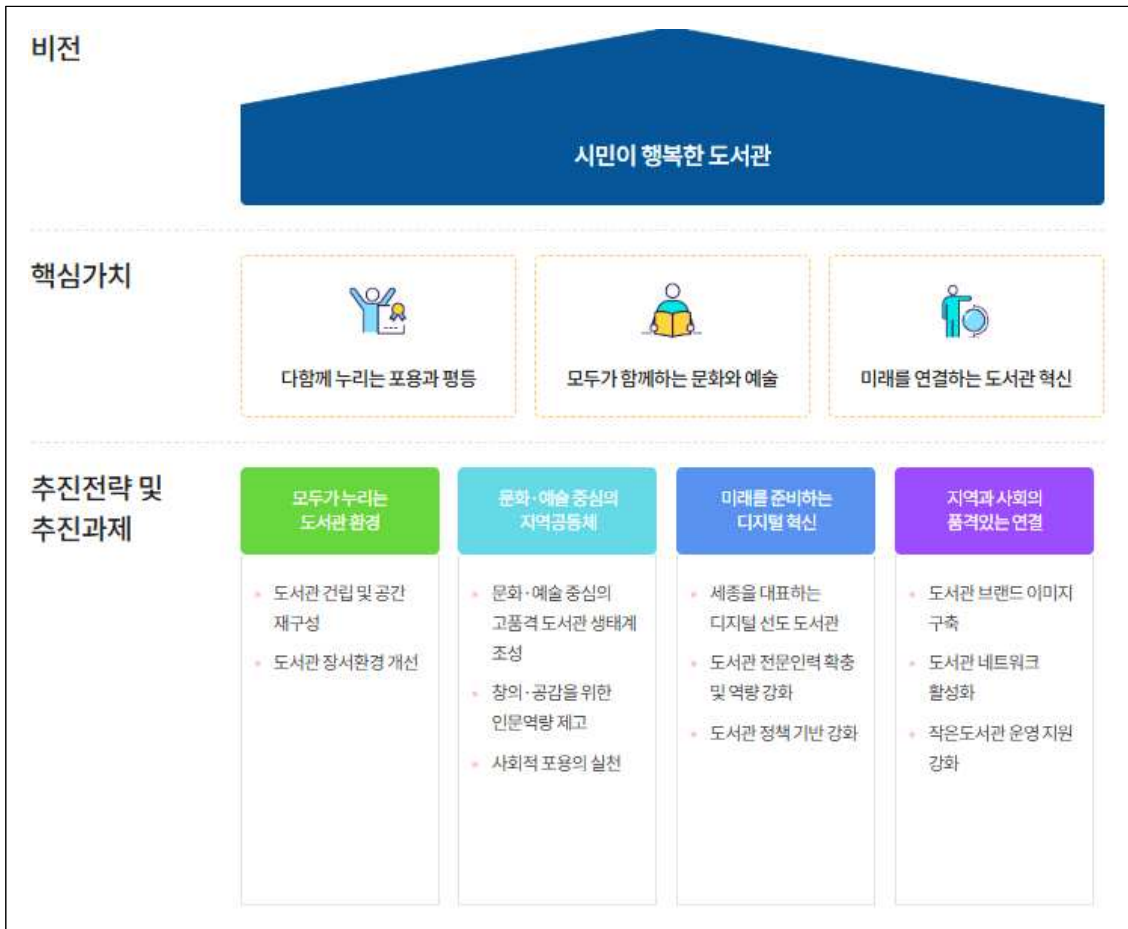 비전
시민이 행복한 도서관
핵심가치
다함께 누리는 포용과 평등
모두가 함께하는 문화와 예술
미래를 연결하는 도서관 혁신
추진전략 및
추진과제
모두가 누리는
도서관 환경
도서관 건립 및 공간
재구성
도서관 장서환경 개선
문화·예술 중심의
지역공동체
문화·예술 중심의
고품격 도서관 생태계
조성
창의·공감을 위한
인문역량 제고
사회적 포용의 실천
미래를 준비하는
디지털 혁신
세종을 대표하는
디지털 선도 도서관
도서관 전문인력 확충
및 역량 강화
도서관 정책 기반 강화
지역과 사회의
품격있는 연결
도서관 브랜드 이미지
구축
도서관 네트워크
활성화
작은도서관 운영 지원
강화